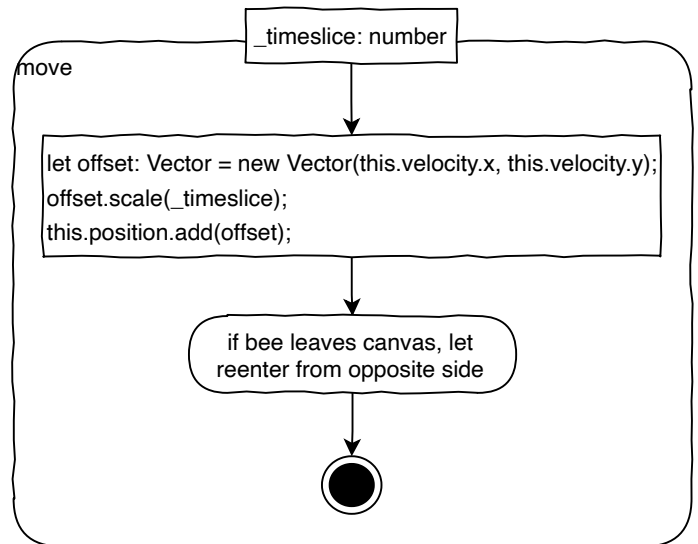 _timeslice: number
move
let offset: Vector = new Vector(this.velocity.x, this.velocity.y);
offset.scale(_timeslice);
this.position.add(offset);
if bee leaves canvas, let
reenter from opposite side